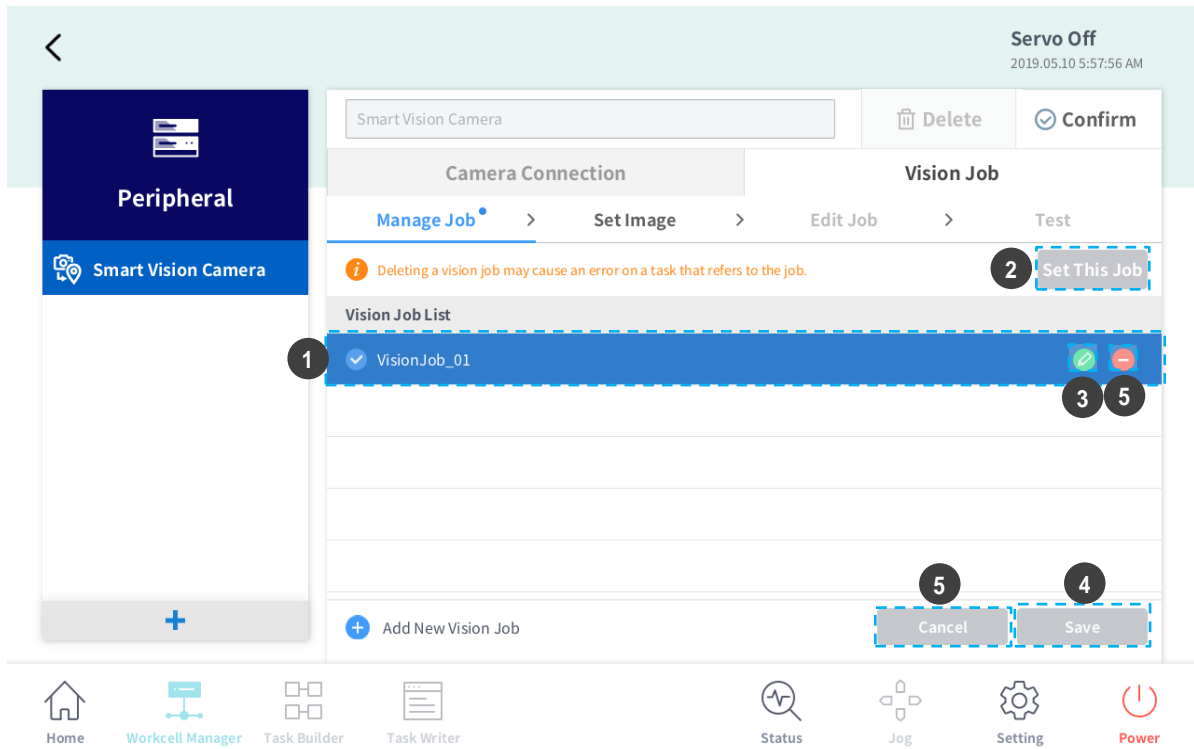 Servo Off
2019.05.10 5:57:56 AM
Peripheral
Smart Vision Camera
Smart Vision Camera
Delete
Confirm
Camera Connection
Vision Job
Manage Job
>
Set Image
>
Edit Job
>
Test
i
Deleting a vision job may cause an error on a task that refers to the job.
2
Set This Job
Vision Job List
1
VisionJob_01
3
5
5
4
+
Add New Vision Job
Cancel
Save
Home
Workcell Manager
Task Builder
Task Writer
Status
Jog
Setting
Power